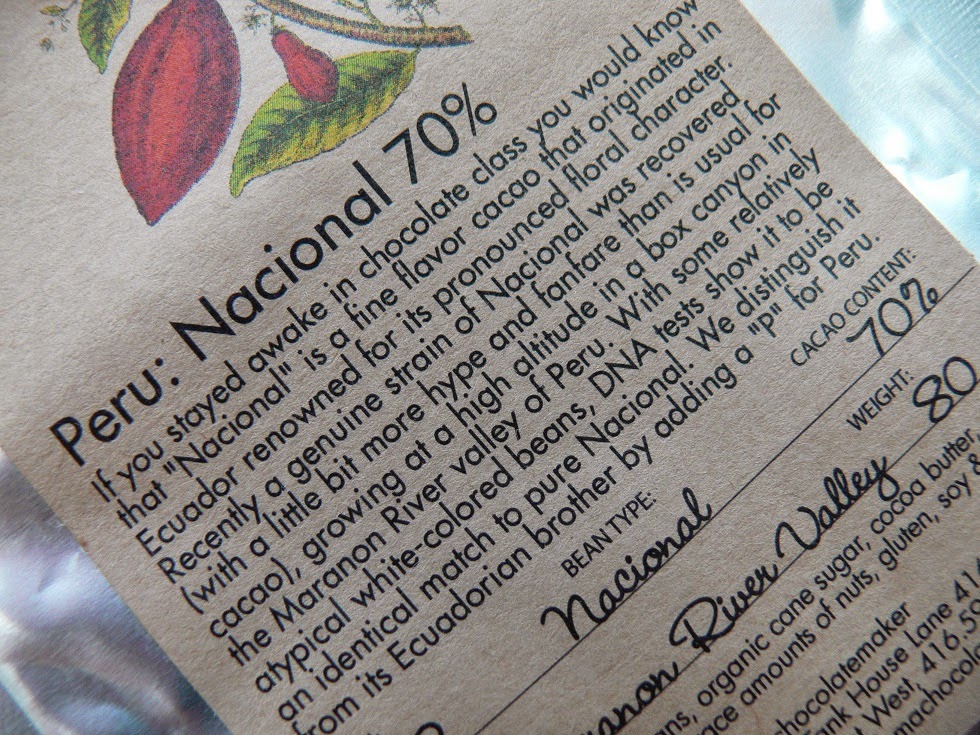 Peru: Nacional 70%
If you stayed awake in chocolate class you would know
that "Nacional" is a fine flavor cacao that originated in
Ecuador renowned for its pronounced floral character.
Recently a genuine strain of Nacional was recovered
(with a little bit more hype and fanfare than is usual for
cacao), growing at a high altitude in a box canyon in
the Maranon River valley of Peru. With some relatively
atypical white-colored beans, DNA tests show it to be
an identical match to pure Nacional. We distinguish it
from its Ecuadorian brother by adding a "P" for Peru.
CACAO CONTENT:
70%
BEAN TYPE:
Nacional
WEIGHT:
80
River Valley
organic cane sugar, cocoa butter,
amounts of nuts, gluten, soy &
House Lane 416
West, 416.5